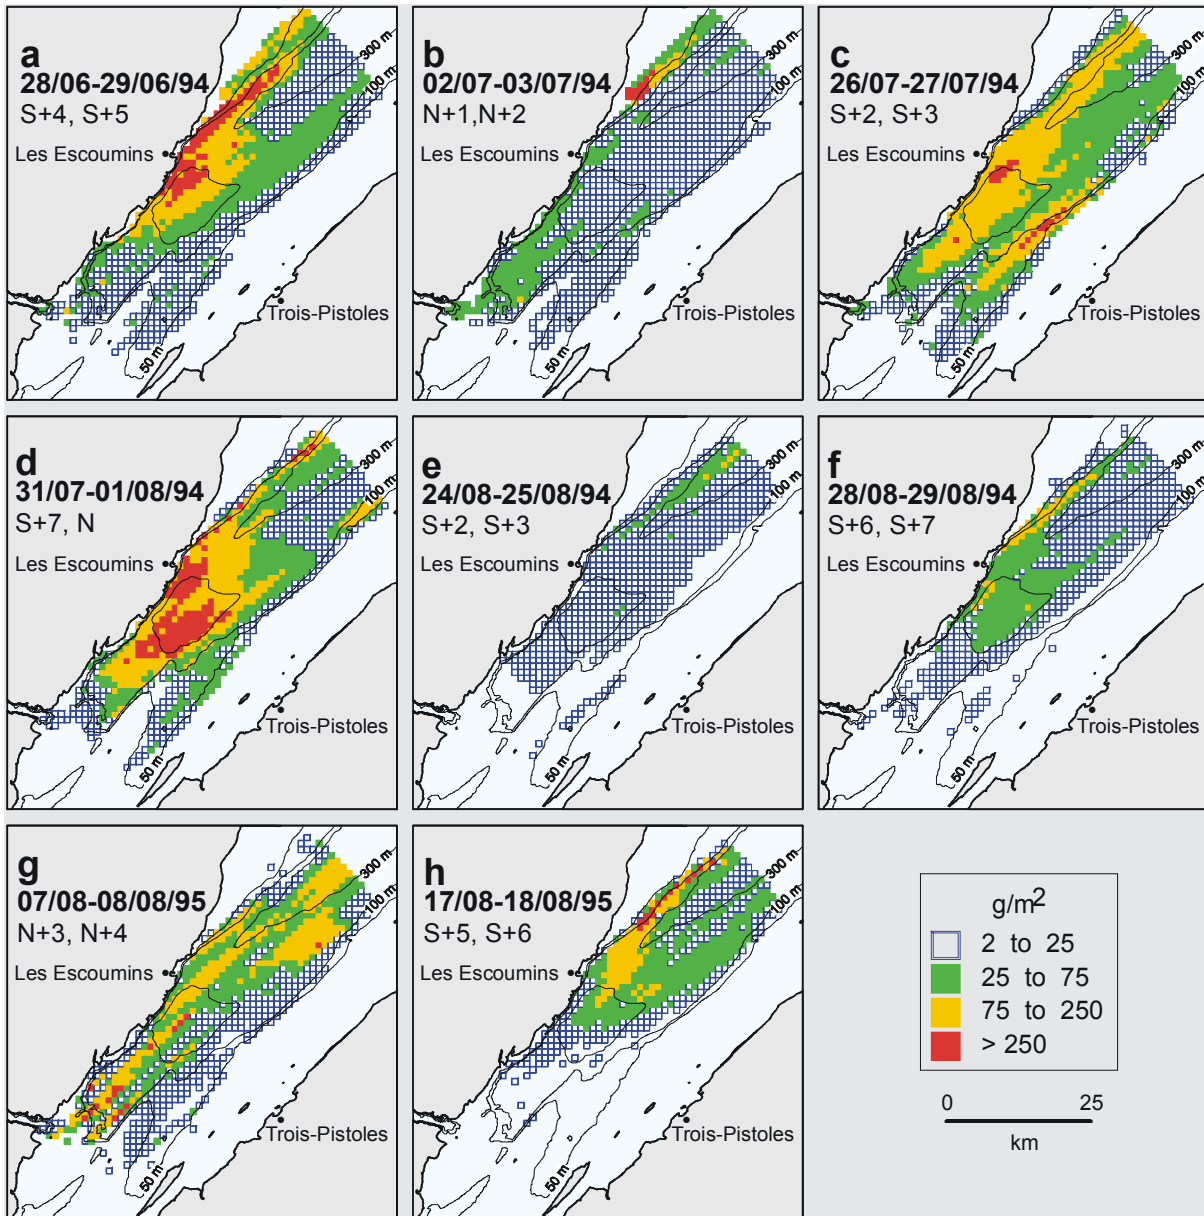 a
28/06-29/06/94
S+4, S+5
Les Escoumins
Trois-Pistoles
300 m
100 m
50 m
b
02/07-03/07/94
N+1,N+2
Les Escoumins
Trois-Pistoles
300 m
100 m
50 m
c
26/07-27/07/94
S+2, S+3
Les Escoumins
Trois-Pistoles
300 m
100 m
50 m
d
31/07-01/08/94
S+7, N
Les Escoumins
Trois-Pistoles
300 m
100 m
50 m
e
24/08-25/08/94
S+2, S+3
Les Escoumins
Trois-Pistoles
300 m
100 m
50 m
f
28/08-29/08/94
S+6, S+7
Les Escoumins
Trois-Pistoles
300 m
100 m
50 m
g
07/08-08/08/95
N+3, N+4
Les Escoumins
Trois-Pistoles
300 m
100 m
50 m
h
17/08-18/08/95
S+5, S+6
Les Escoumins
Trois-Pistoles
300 m
100 m
50 m
g/m2
2 to 25
25 to 75
75 to 250
> 250
0 25
km